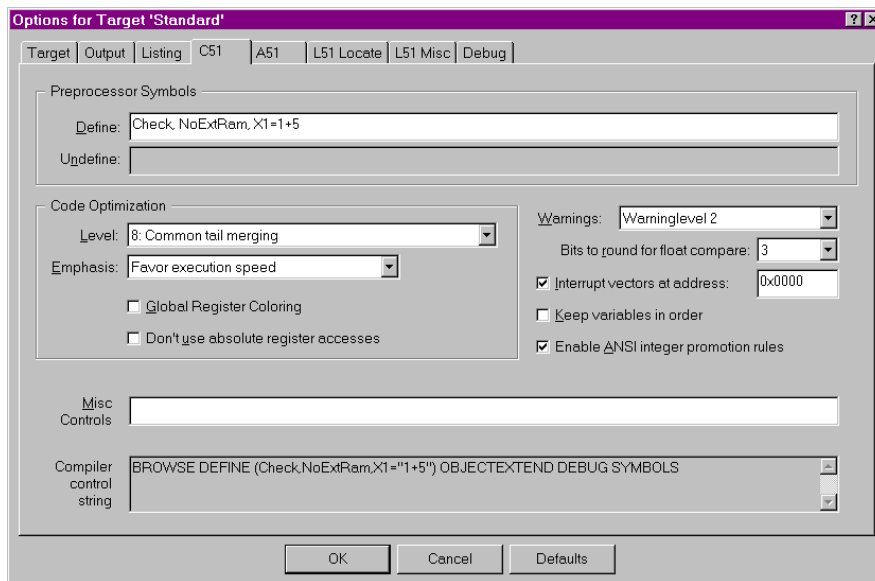 Options for Target 'Standard'
Target Output Listing C51 A51 L51 Locate L51 Misc Debug
Preprocessor Symbols
Define: Check, NoExtRam, X1=1+5
Undefine:
Code Optimization
Level: 8: Common tail merging
Emphasis: Favor execution speed
Global Register Coloring
Don't use absolute register accesses
Warnings: Warninglevel 2
Bits to round for float compare: 3
Interrupt vectors at address: 0x0000
Keep variables in order
Enable ANSI integer promotion rules
Misc
Controls
Compiler
control
string
BROWSE DEFINE (Check,NoExtRam,X1="1+5") OBJECTEXTEND DEBUG SYMBOLS
OK Cancel Defaults